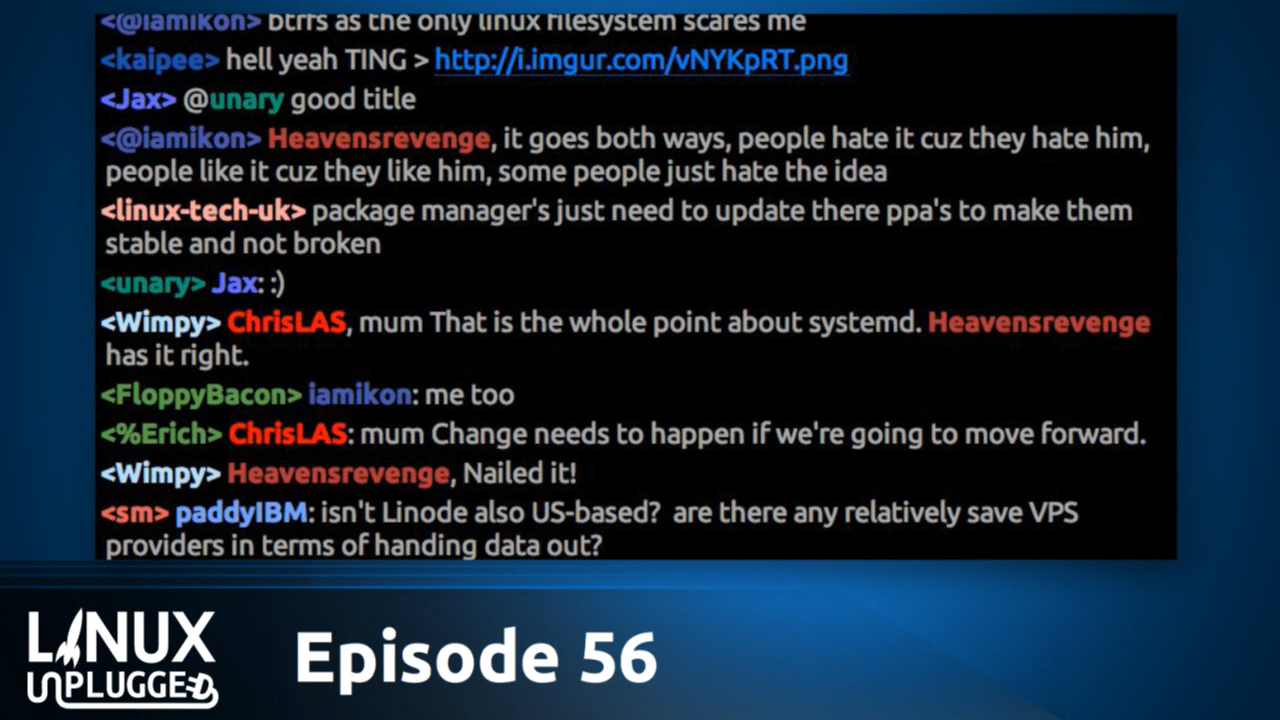 <@iamikon> btrfs as the only linux filesystem scares me
<kaipee> hell yeah TING > http://i.imgur.com/vNYKpRT.png
<Jax> @unary good title
<@iamikon> Heavensrevenge, it goes both ways, people hate it cuz they hate him,
people like it cuz they like him, some people just hate the idea
<linux-tech-uk> package manager's just need to update there ppa's to make them
stable and not broken
<unary> Jax: :)
<Wimpy> ChrisLAS, mum That is the whole point about systemd. Heavensrevenge
has it right.
<FloppyBacon> iamikon: me too
<%Erich> ChrisLAS: mum Change needs to happen if we're going to move forward.
<Wimpy> Heavensrevenge, Nailed it!
<sm> paddyIBM: isn't Linode also US-based?  are there any relatively save VPS
providers in terms of handing data out?
LINUX
UNPLUGGED
Episode 56